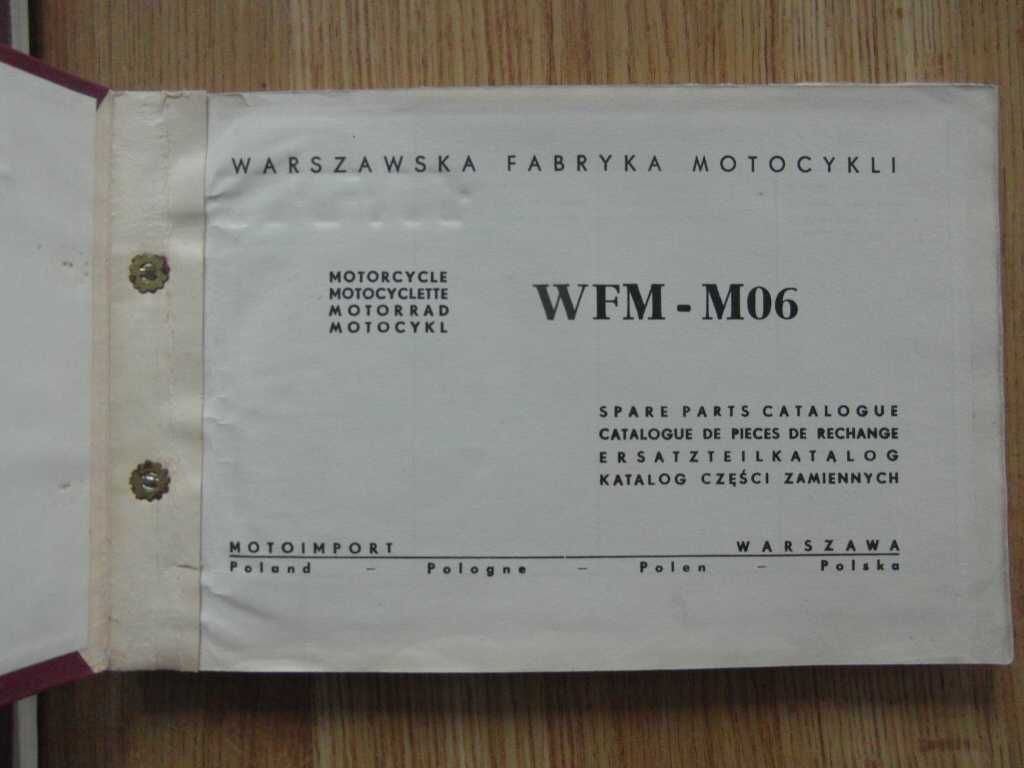 WARSZAWSKA FABRYKA MOTOCYKLI
MOTORCYCLE
MOTOCYCLETTE
MOTORRAD
MOTOCYKL
WFM - M06
SPARE PARTS CATALOGUE
CATALOGUE DE PIECES DE RECHANGE
ERSATZTEILKATALOG
KATALOG CZĘŚCI ZAMIENNYCH
MOTOIMPORT WARSZAWA
Poland – Pologne – Polen – Polska